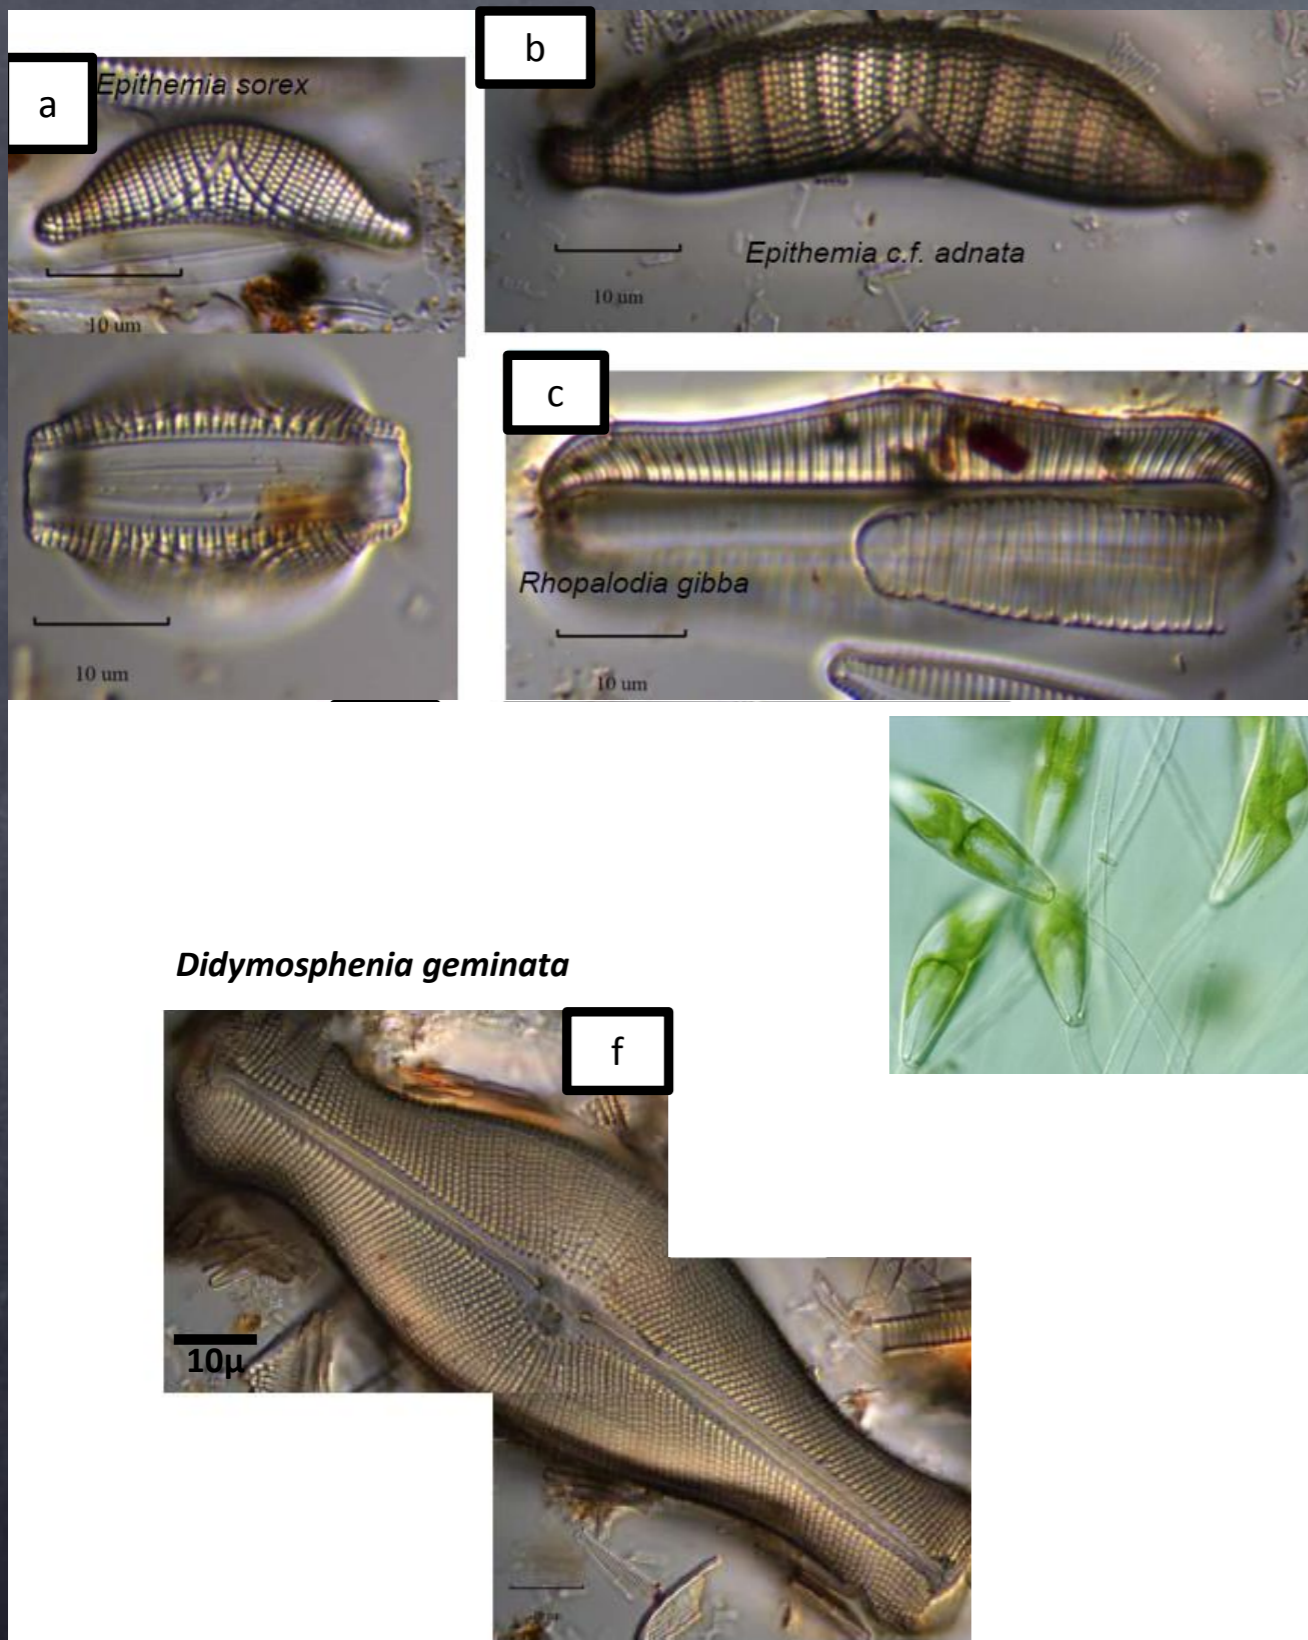 a
Epithemia sorex
10 um
b
Epithemia c.f. adnata
10 um
10 um
c
Rhopalodia gibba
10 um
Didymosphenia geminata
f
10µ